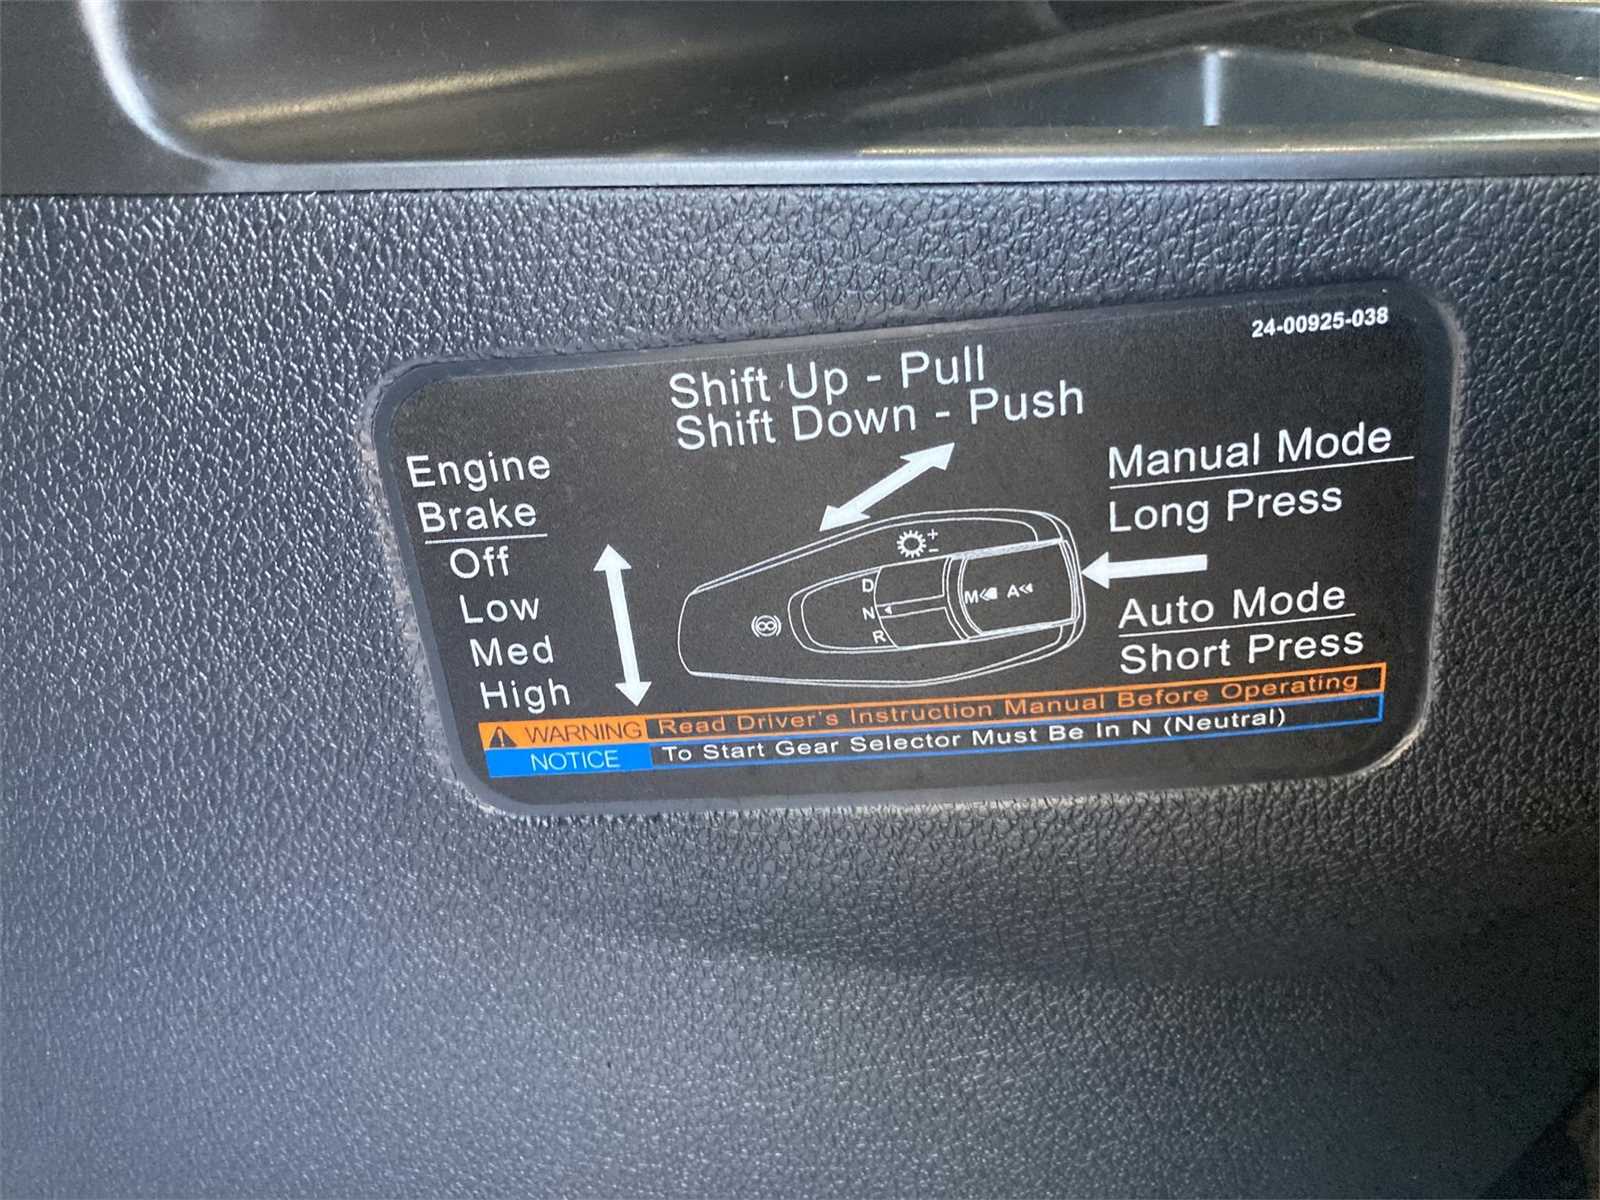 24-00925-038
Shift Up - Pull
Shift Down - Push
Engine
Brake
Off
Low
Med
High
Manual Mode
Long Press
Auto Mode
Short Press
+
-
D
N
R
M A
WARNING Read Driver's Instruction Manual Before Operating
NOTICE To Start Gear Selector Must Be In N (Neutral)